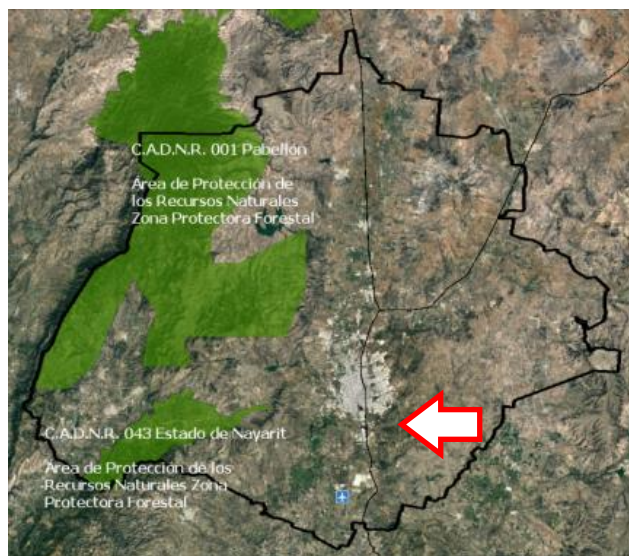 C.A.D.N.R. 001 Pabellón
Área de Protección de
los Recursos Naturales
Zona Protectora Forestal
C.A.D.N.R. 043 Estado de Nayarit
Área de Protección de los
Recursos Naturales Zona
Protectora Forestal